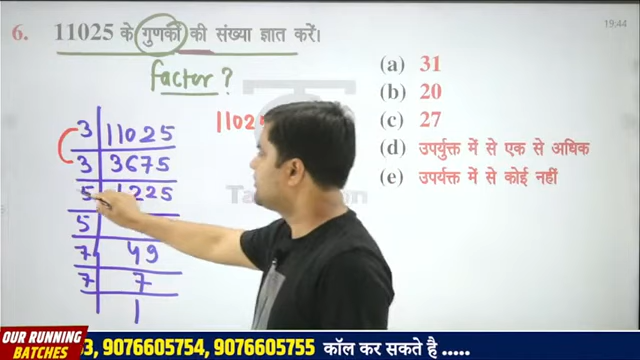 19:44
6. 11025 के गुणकों की संख्या ज्ञात करें।
factor ?
(a) 31
(b) 20
(c) 27
(d) उपर्युक्त में से एक से अधिक
(e) उपर्यक्त में से कोई नहीं
1102
3 11025
3 3675
5 1225
5
7 49
7 7
1
OUR RUNNING BATCHES
3, 9076605754, 9076605755 कॉल कर सकते है .....